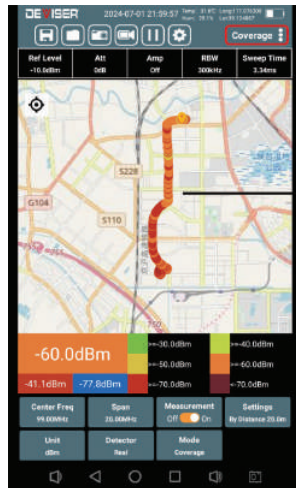 DEVISER 2024-07-01 21:59:57
Coverage
Ref Level Att Amp RBW Sweep Time
-10.0dBm 0dB Off 300kHz 3.34ms
S228
G104
S110
-60.0dBm
>=-30.0dBm >=-40.0dBm
>=-50.0dBm >=-60.0dBm
-41.1dBm -77.8dBm >=-70.0dBm <-70.0dBm
Center Freq Span Measurement Settings
99.00MHz 20.00MHz Off On By Distance 20.0m
Unit Detector Mode
dBm Real Coverage